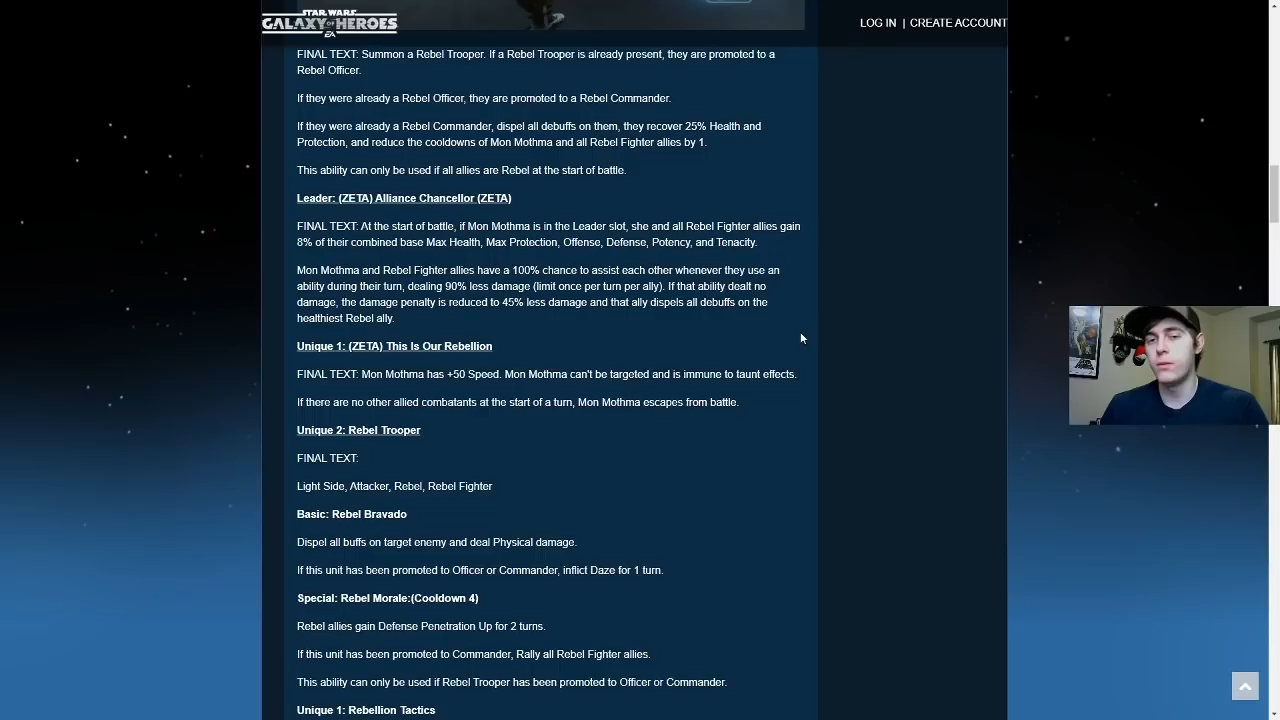 STAR WARS
GALAXY OF HEROES
EA
LOG IN | CREATE ACCOUNT
FINAL TEXT: Summon a Rebel Trooper. If a Rebel Trooper is already present, they are promoted to a
Rebel Officer.
If they were already a Rebel Officer, they are promoted to a Rebel Commander.
If they were already a Rebel Commander, dispel all debuffs on them, they recover 25% Health and
Protection, and reduce the cooldowns of Mon Mothma and all Rebel Fighter allies by 1.
This ability can only be used if all allies are Rebel at the start of battle.
Leader: (ZETA) Alliance Chancellor (ZETA)
FINAL TEXT: At the start of battle, if Mon Mothma is in the Leader slot, she and all Rebel Fighter allies gain
8% of their combined base Max Health, Max Protection, Offense, Defense, Potency, and Tenacity.
Mon Mothma and Rebel Fighter allies have a 100% chance to assist each other whenever they use an
ability during their turn, dealing 90% less damage (limit once per turn per ally). If that ability dealt no
damage, the damage penalty is reduced to 45% less damage and that ally dispels all debuffs on the
healthiest Rebel ally.
Unique 1: (ZETA) This Is Our Rebellion
FINAL TEXT: Mon Mothma has +50 Speed. Mon Mothma can't be targeted and is immune to taunt effects.
If there are no other allied combatants at the start of a turn, Mon Mothma escapes from battle.
Unique 2: Rebel Trooper
FINAL TEXT:
Light Side, Attacker, Rebel, Rebel Fighter
Basic: Rebel Bravado
Dispel all buffs on target enemy and deal Physical damage.
If this unit has been promoted to Officer or Commander, inflict Daze for 1 turn.
Special: Rebel Morale:(Cooldown 4)
Rebel allies gain Defense Penetration Up for 2 turns.
If this unit has been promoted to Commander, Rally all Rebel Fighter allies.
This ability can only be used if Rebel Trooper has been promoted to Officer or Commander.
Unique 1: Rebellion Tactics